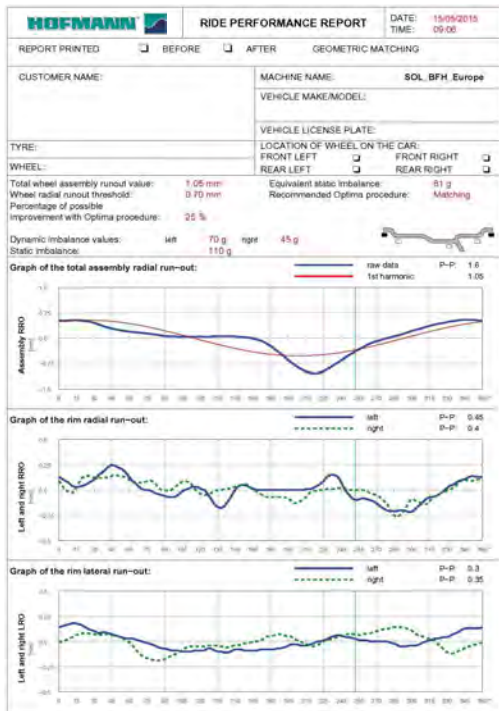 HOFMANN
RIDE PERFORMANCE REPORT
DATE: 15/05/2015
TIME: 09:06
REPORT PRINTED BEFORE AFTER GEOMETRIC MATCHING
CUSTOMER NAME:
MACHINE NAME: SOL_BFH_Europe
VEHICLE MAKE/MODEL:
VEHICLE LICENSE PLATE:
TYRE:
LOCATION OF WHEEL ON THE CAR:
FRONT LEFT FRONT RIGHT
WHEEL:
REAR LEFT REAR RIGHT
Total wheel assembly runout value: 1.05 mm Equivalent static imbalance: 81 g
Wheel radial runout threshold: 0.70 mm Recommended Optima procedure: Matching
Percentage of possible
improvement with Optima procedure: 25 %
Dynamic imbalance values: left 70 g right 45 g
Static imbalance: 110 g
Graph of the total assembly radial run-out: raw data P-P: 1.6
1st harmonic 1.05
Assembly RRO
Graph of the rim radial run-out: left P-P: 0.45
right P-P: 0.4
Left and right RRO
Graph of the rim lateral run-out: left P-P: 0.3
right P-P: 0.35
Left and right LRO